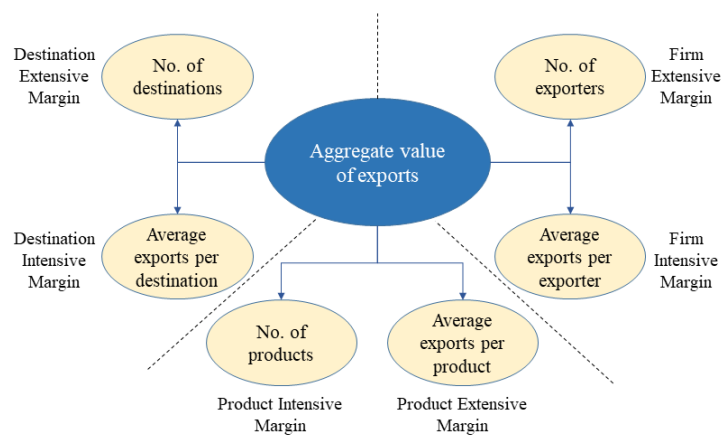 Destination
Extensive
Margin
No. of
destinations
No. of
exporters
Firm
Extensive
Margin
Aggregate value
of exports
Destination
Intensive
Margin
Average
exports per
destination
Average
exports per
exporter
Firm
Intensive
Margin
No. of
products
Average
exports per
product
Product Intensive
Margin
Product Extensive
Margin